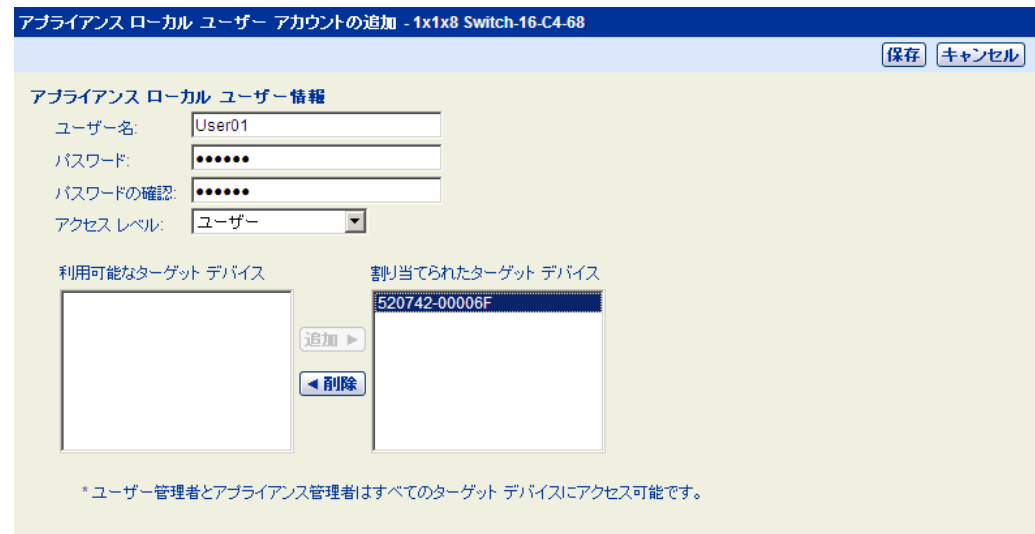 アプライアンス ローカル ユーザー アカウントの追加 - 1x1x8 Switch-16-C4-68
保存 キャンセル
アプライアンス ローカル ユーザー情報
ユーザー名: User01
パスワード: ●●●●●●
パスワードの確認: ●●●●●●
アクセス レベル: ユーザー
利用可能なターゲット デバイス 割り当てられたターゲット デバイス
520742-00006F
追加 ►
◄ 削除
* ユーザー管理者とアプライアンス管理者はすべてのターゲット デバイスにアクセス可能です。